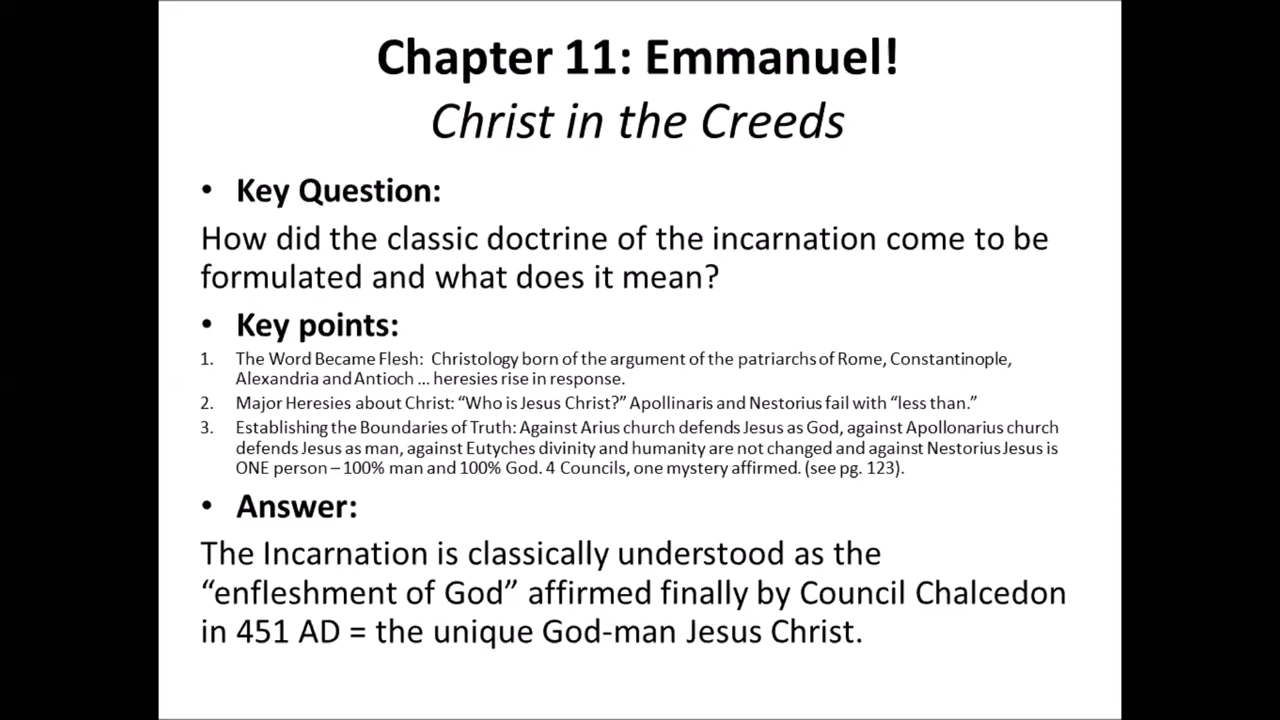 Chapter 11: Emmanuel!
Christ in the Creeds
• Key Question:
How did the classic doctrine of the incarnation come to be
formulated and what does it mean?
• Key points:
1. The Word Became Flesh: Christology born of the argument of the patriarchs of Rome, Constantinople,
Alexandria and Antioch ... heresies rise in response.
2. Major Heresies about Christ: “Who is Jesus Christ?” Apollinaris and Nestorius fail with “less than.”
3. Establishing the Boundaries of Truth: Against Arius church defends Jesus as God, against Apollonarius church
defends Jesus as man, against Eutyches divinity and humanity are not changed and against Nestorius Jesus is
ONE person – 100% man and 100% God. 4 Councils, one mystery affirmed. (see pg. 123).
• Answer:
The Incarnation is classically understood as the
“enfleshment of God” affirmed finally by Council Chalcedon
in 451 AD = the unique God-man Jesus Christ.